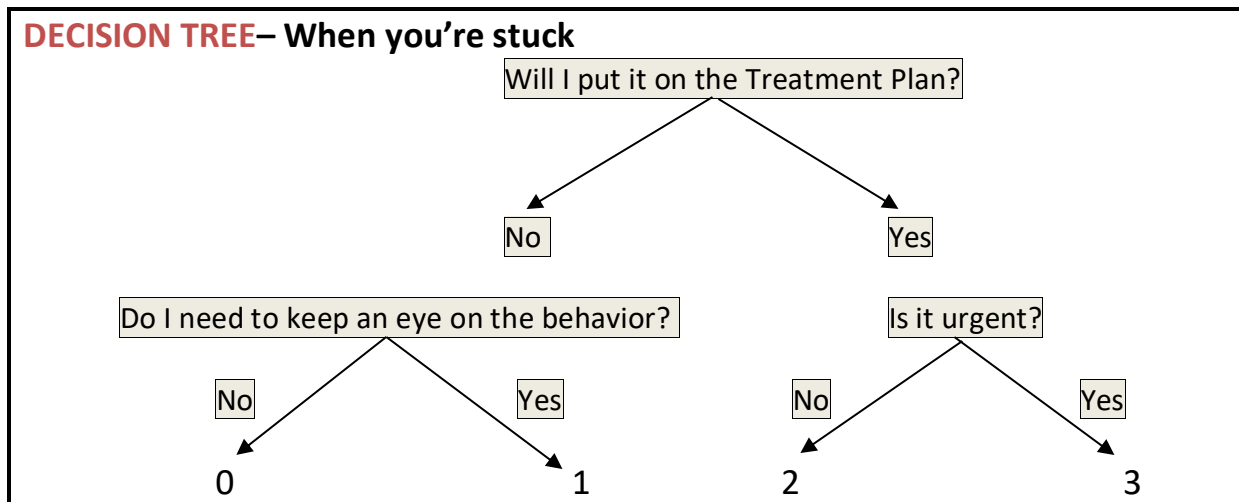 DECISION TREE– When you’re stuck
Will I put it on the Treatment Plan?
No
Yes
Do I need to keep an eye on the behavior?
Is it urgent?
No
Yes
No
Yes
0
1
2
3